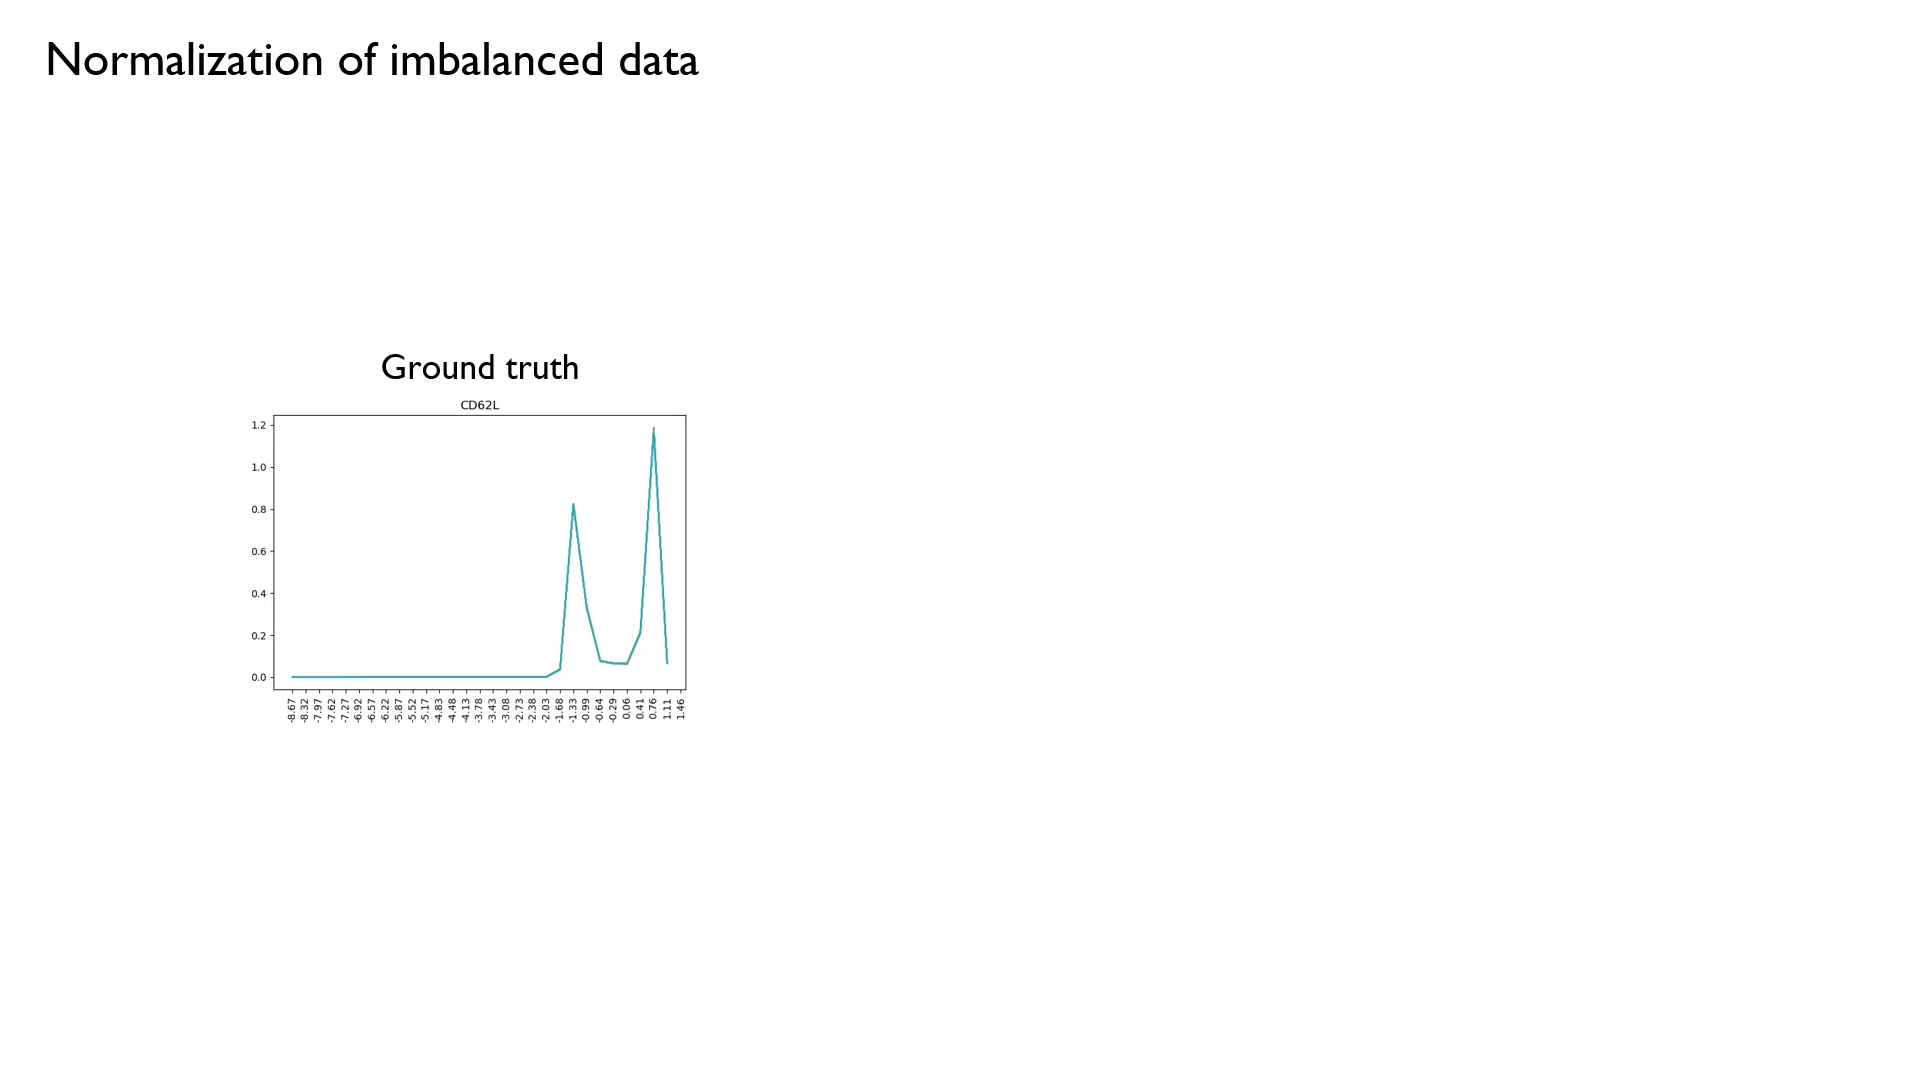 Normalization of imbalanced data
Ground truth
CD62L
1.2
1.0
0.8
0.6
0.4
0.2
0.0
-8.67 -8.32 -7.97 -7.62 -7.27 -6.92 -6.57 -6.22 -5.87 -5.52 -5.17 -4.83 -4.48 -4.13 -3.78 -3.43 -3.08 -2.73 -2.38 -2.03 -1.68 -1.33 -0.99 -0.64 -0.29 0.06 0.41 0.76 1.11 1.46